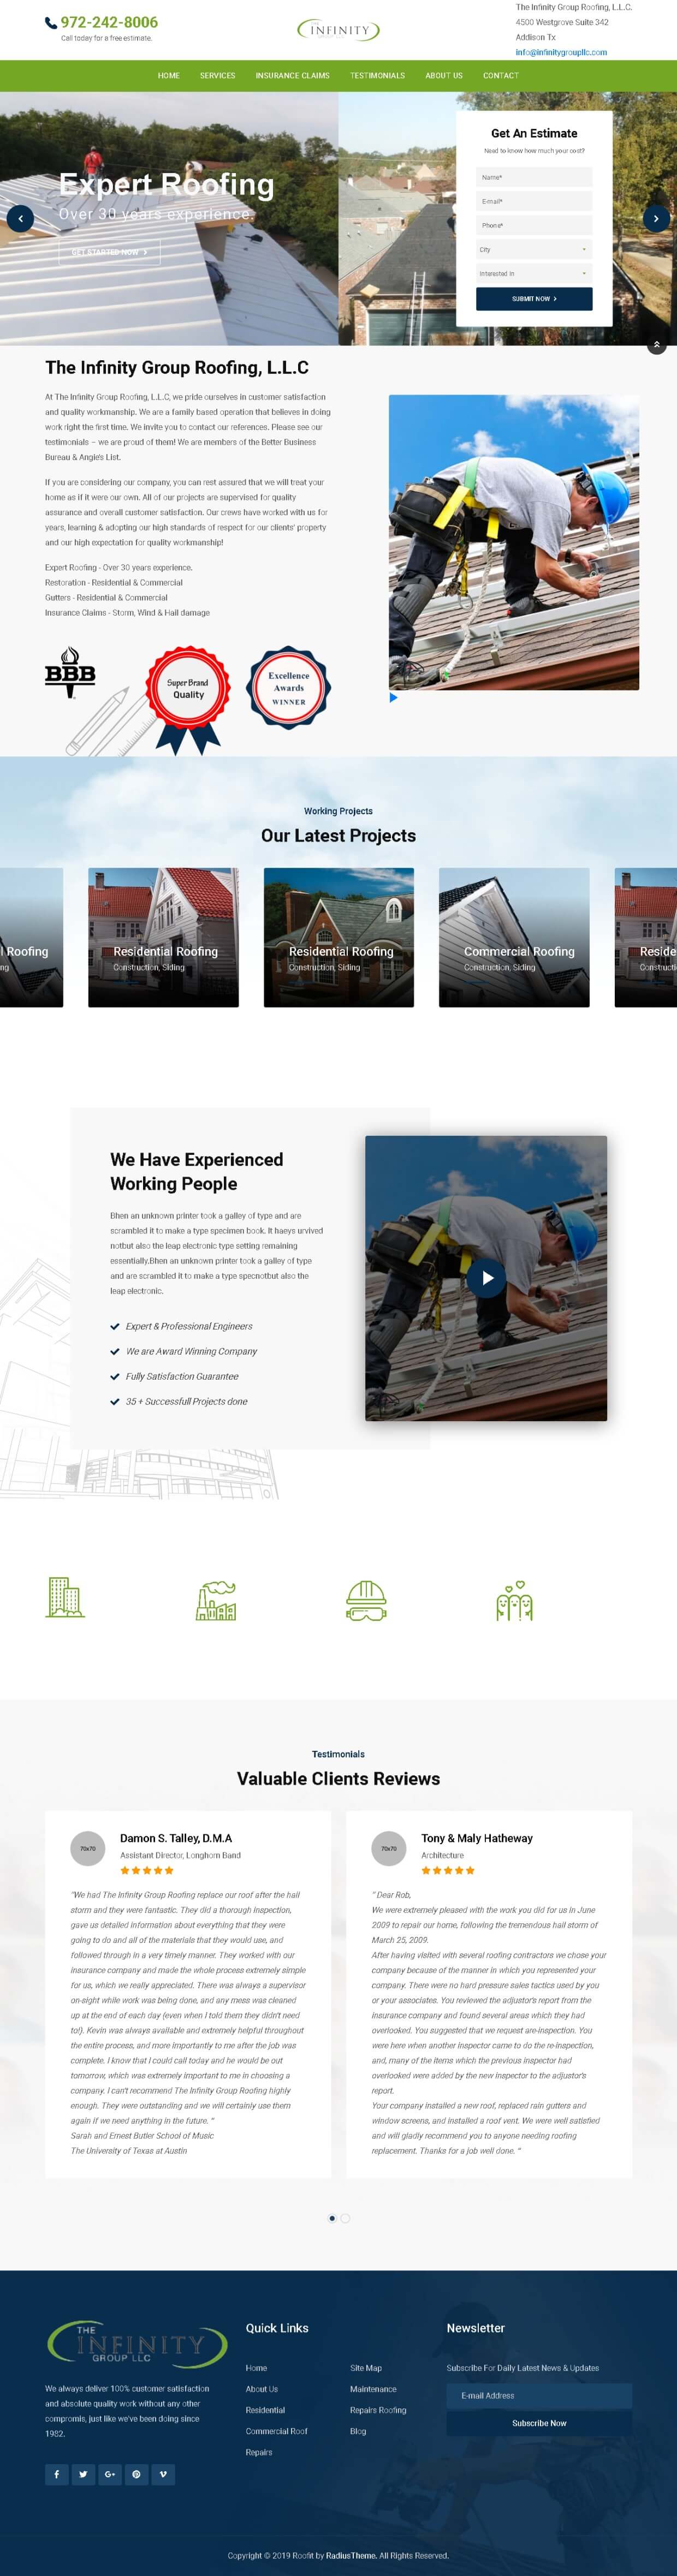 972-242-8006
Call today for a free estimate.
THE
INFINITY
The Infinity Group Roofing, L.L.C.
4500 Westgrove Suite 342
Addison Tx
info@infinitygroupllc.com
HOME SERVICES INSURANCE CLAIMS TESTIMONIALS ABOUT US CONTACT
Expert Roofing
Over 30 years experience.
GET STARTED NOW
Get An Estimate
Need to know how much your cost?
Name*
E-mail*
Phone*
City
Interested in
SUBMIT NOW
The Infinity Group Roofing, L.L.C
At The Infinity Group Roofing, L.L.C, we pride ourselves in customer satisfaction
and quality workmanship. We are a family based operation that believes in doing
work right the first time. We invite you to contact our references. Please see our
testimonials – we are proud of them! We are members of the Better Business
Bureau & Angie's List.
If you are considering our company, you can rest assured that we will treat your
home as if it were our own. All of our projects are supervised for quality
assurance and overall customer satisfaction. Our crews have worked with us for
years, learning & adopting our high standards of respect for our clients' property
and our high expectation for quality workmanship!
Expert Roofing - Over 30 years experience.
Restoration - Residential & Commercial
Gutters - Residential & Commercial
Insurance Claims - Storm, Wind & Hail damage
BBB
Super Brand
Quality
Excellence
Awards
WINNER
Working Projects
Our Latest Projects
l Roofing
ng
Residential Roofing
Construction, Siding
Residential Roofing
Construction, Siding
Commercial Roofing
Construction, Siding
Reside
Constructi
We Have Experienced
Working People
Bhen an unknown printer took a galley of type and are
scrambled it to make a type specimen book. It haeys urvived
notbut also the leap electronic type setting remaining
essentially.Bhen an unknown printer took a galley of type
and are scrambled it to make a type specnotbut also the
leap electronic.
Expert & Professional Engineers
We are Award Winning Company
Fully Satisfaction Guarantee
35 + Successfull Projects done
Testimonials
Valuable Clients Reviews
70x70
Damon S. Talley, D.M.A
Assistant Director, Longhorn Band
"We had The Infinity Group Roofing replace our roof after the hail
storm and they were fantastic. They did a thorough inspection,
gave us detailed information about everything that they were
going to do and all of the materials that they would use, and
followed through in a very timely manner. They worked with our
insurance company and made the whole process extremely simple
for us, which we really appreciated. There was always a supervisor
on-sight while work was being done, and any mess was cleaned
up at the end of each day (even when I told them they didn't need
to!). Kevin was always available and extremely helpful throughout
the entire process, and more importantly to me after the job was
complete. I know that I could call today and he would be out
tomorrow, which was extremely important to me in choosing a
company. I can't recommend The Infinity Group Roofing highly
enough. They were outstanding and we will certainly use them
again if we need anything in the future. "
Sarah and Ernest Butler School of Music
The University of Texas at Austin
70x70
Tony & Maly Hatheway
Architecture
" Dear Rob,
We were extremely pleased with the work you did for us in June
2009 to repair our home, following the tremendous hail storm of
March 25, 2009.
After having visited with several roofing contractors we chose your
company because of the manner in which you represented your
company. There were no hard pressure sales tactics used by you
or your associates. You reviewed the adjustor's report from the
insurance company and found several areas which they had
overlooked. You suggested that we request are-inspection. You
were here when another inspector came to do the re-inspection,
and, many of the items which the previous inspector had
overlooked were added by the new inspector to the adjustor's
report.
Your company installed a new roof, replaced rain gutters and
window screens, and installed a roof vent. We were well satisfied
and will gladly recommend you to anyone needing roofing
replacement. Thanks for a job well done. "
THE
INFINITY
GROUP LLC
We always deliver 100% customer satisfaction
and absolute quality work without any other
compromis, just like we've been doing since
1982.
Quick Links
Home
About Us
Residential
Commercial Roof
Repairs
Site Map
Maintenance
Repairs Roofing
Blog
Newsletter
Subscribe For Daily Latest News & Updates
E-mail Address
Subscribe Now
Copyright © 2019 Roofit by RadiusTheme. All Rights Reserved.